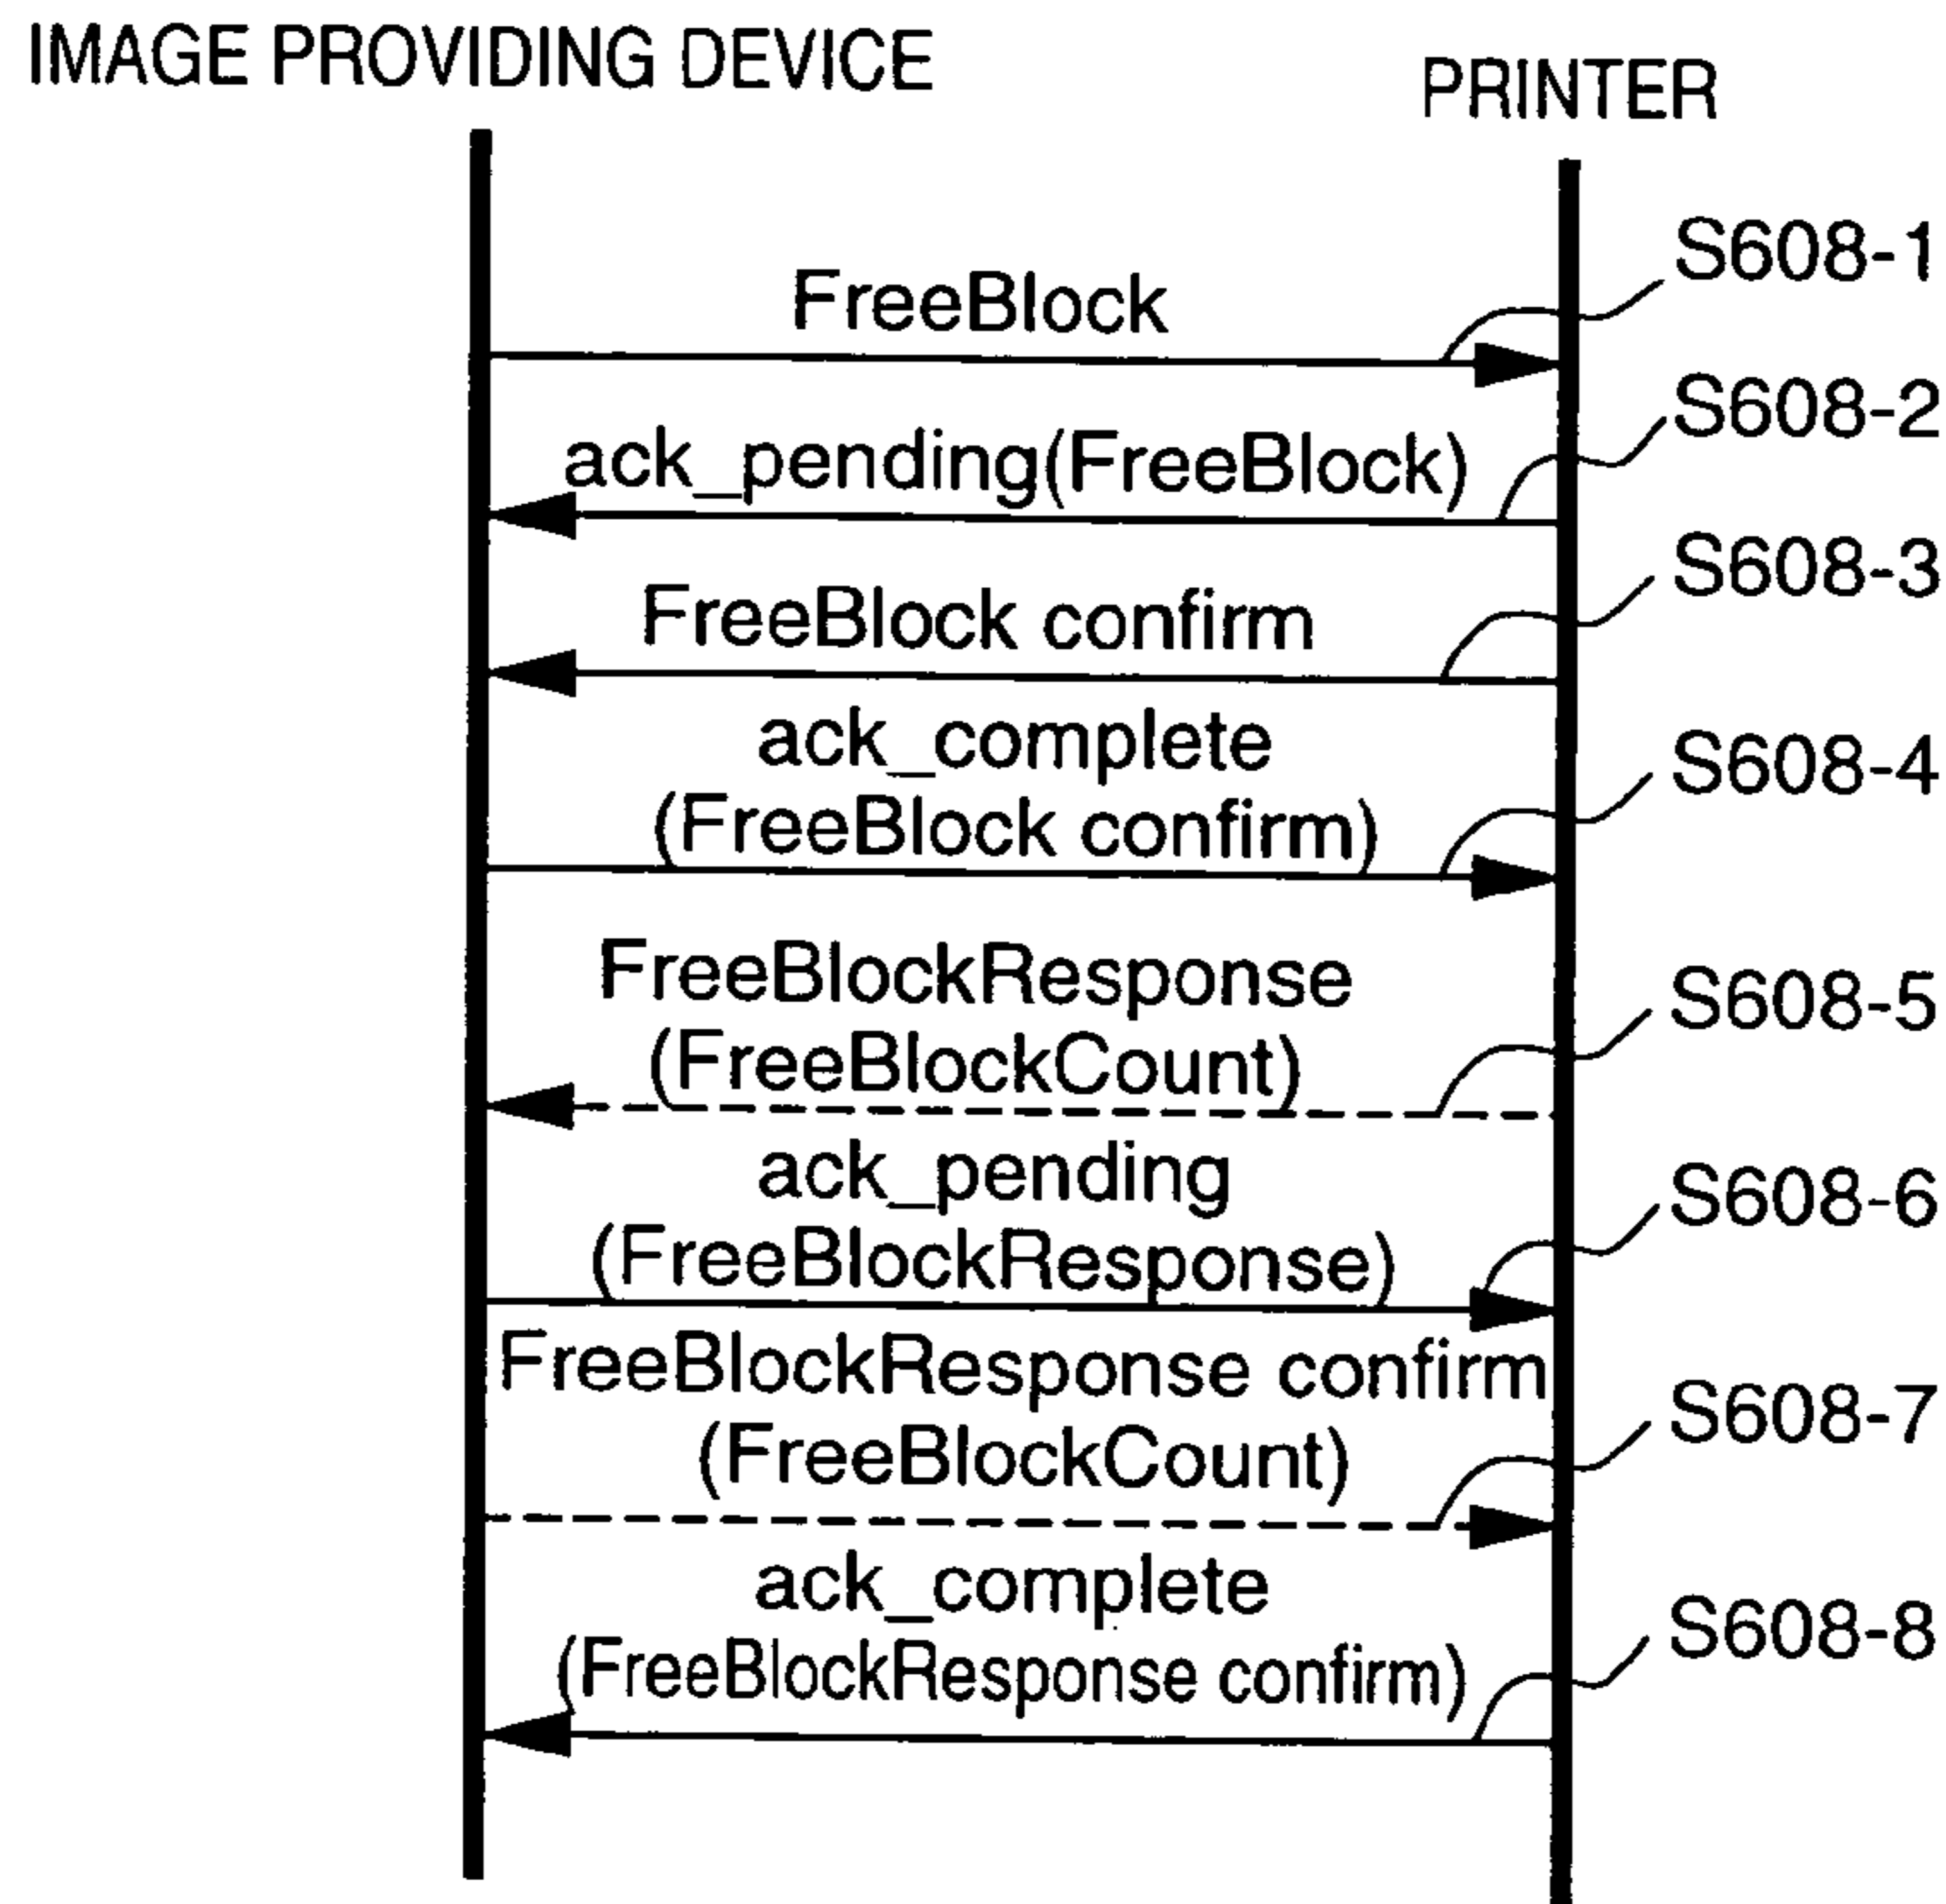 IMAGE PROVIDING DEVICE
PRINTER
S608-1
FreeBlock
S608-2
ack_pending(FreeBlock)
S608-3
FreeBlock confirm
S608-4
ack_complete
(FreeBlock confirm)
S608-5
FreeBlockResponse
(FreeBlockCount)
S608-6
ack_pending
(FreeBlockResponse)
S608-7
FreeBlockResponse confirm
(FreeBlockCount)
S608-8
ack_complete
(FreeBlockResponse confirm)